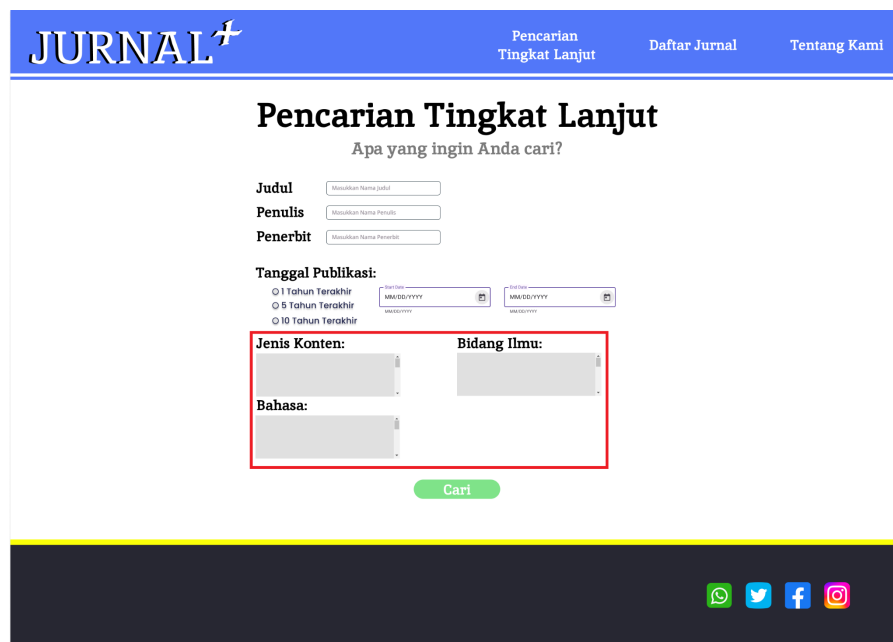 JURNAL+
Pencarian
Tingkat Lanjut
Daftar Jurnal
Tentang Kami
Pencarian Tingkat Lanjut
Apa yang ingin Anda cari?
Judul
Masukkan Nama Judul
Penulis
Masukkan Nama Penulis
Penerbit
Masukkan Nama Penerbit
Tanggal Publikasi:
1 Tahun Terakhir
5 Tahun Terakhir
10 Tahun Terakhir
Start Date
MM/DD/YYYY
MM/DD/YYYY
End Date
MM/DD/YYYY
MM/DD/YYYY
Jenis Konten:
Bidang Ilmu:
Bahasa:
Cari